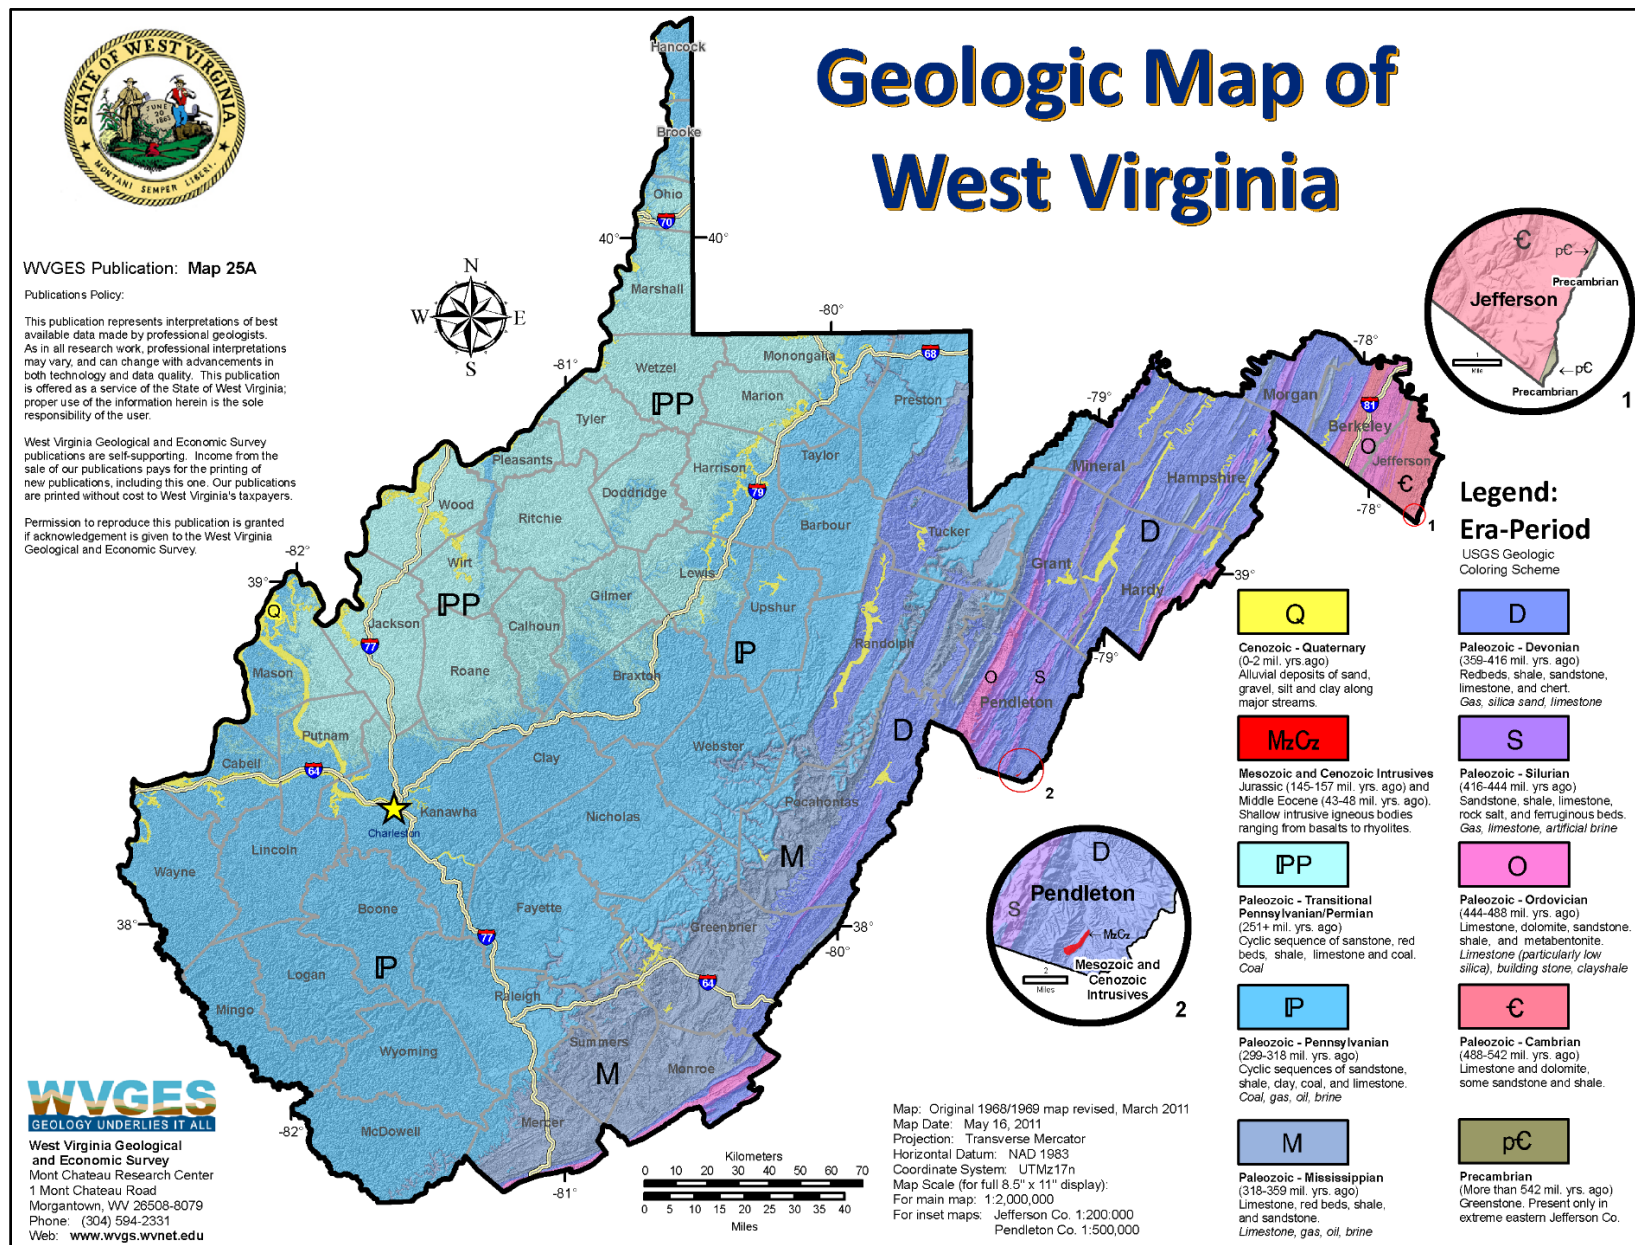 Geologic Map of
West Virginia
STATE OF WEST VIRGINIA
JUNE
20
1863
MONTANI SEMPER LIBERI
WVGES Publication: Map 25A
Publications Policy:
This publication represents interpretations of best
available data made by professional geologists.
As in all research work, professional interpretations
may vary, and can change with advancements in
both technology and data quality. This publication
is offered as a service of the State of West Virginia;
proper use of the information herein is the sole
responsibility of the user.
West Virginia Geological and Economic Survey
publications are self-supporting. Income from the
sale of our publications pays for the printing of
new publications, including this one. Our publications
are printed without cost to West Virginia's taxpayers.
Permission to reproduce this publication is granted
if acknowledgement is given to the West Virginia
Geological and Economic Survey.
N
W
E
S
Hancock
Brooke
Ohio
70
40°
40°
Marshall
-80°
-81°
Wetzel
Monongalia
68
ℙP
Marion
Preston
Tyler
Pleasants
Harrison
Taylor
Doddridge
79
Wood
Ritchie
Barbour
-82°
39°
Wirt
Lewis
Tucker
Q
ℙP
Gilmer
Upshur
Jackson
Calhoun
77
ℙ
Randolph
Mason
Roane
Braxton
Putnam
Clay
Webster
D
Cabell
64
Kanawha
Charleston
Nicholas
Pocahontas
Lincoln
M
Wayne
Boone
Fayette
Greenbrier
38°
38°
-80°
77
Logan
ℙ
Raleigh
64
Mingo
Summers
Wyoming
M
Monroe
McDowell
Mercer
-82°
-81°
-79°
Mineral
Hampshire
D
Grant
Hardy
39°
-79°
O
S
Pendleton
2
-78°
Morgan
81
Berkeley
O
Jefferson
Є
-78°
1
Є
pЄ→
Precambrian
Jefferson
1
Mile
←pЄ
Precambrian
1
D
Pendleton
S
←MzCz
2
Miles
Mesozoic and
Cenozoic
Intrusives
2
Legend:
Era-Period
USGS Geologic
Coloring Scheme
Q
Cenozoic - Quaternary
(0-2 mil. yrs.ago)
Alluvial deposits of sand,
gravel, silt and clay along
major streams.
MzCz
Mesozoic and Cenozoic Intrusives
Jurassic (145-157 mil. yrs. ago) and
Middle Eocene (43-48 mil. yrs. ago).
Shallow intrusive igneous bodies
ranging from basalts to rhyolites.
ℙP
Paleozoic - Transitional
Pennsylvanian/Permian
(251+ mil. yrs. ago)
Cyclic sequence of sanstone, red
beds, shale, limestone and coal.
Coal
ℙ
Paleozoic - Pennsylvanian
(299-318 mil. yrs. ago)
Cyclic sequences of sandstone,
shale, clay, coal, and limestone.
Coal, gas, oil, brine
M
Paleozoic - Mississippian
(318-359 mil. yrs. ago)
Limestone, red beds, shale,
and sandstone.
Limestone, gas, oil, brine
D
Paleozoic - Devonian
(359-416 mil. yrs. ago)
Redbeds, shale, sandstone,
limestone, and chert.
Gas, silica sand, limestone
S
Paleozoic - Silurian
(416-444 mil. yrs. ago)
Sandstone, shale, limestone,
rock salt, and ferruginous beds.
Gas, limestone, artificial brine
O
Paleozoic - Ordovician
(444-488 mil. yrs. ago)
Limestone, dolomite, sandstone.
shale, and metabentonite.
Limestone (particularly low
silica), building stone, clayshale
Є
Paleozoic - Cambrian
(488-542 mil. yrs. ago)
Limestone and dolomite,
some sandstone and shale.
pЄ
Precambrian
(More than 542 mil. yrs. ago)
Greenstone. Present only in
extreme eastern Jefferson Co.
WVGES
GEOLOGY UNDERLIES IT ALL
West Virginia Geological
and Economic Survey
Mont Chateau Research Center
1 Mont Chateau Road
Morgantown, WV 26508-8079
Phone: (304) 594-2331
Web: www.wvgs.wvnet.edu
Kilometers
0 10 20 30 40 50 60 70
0 5 10 15 20 25 30 35 40
Miles
Map: Original 1968/1969 map revised, March 2011
Map Date: May 16, 2011
Projection: Transverse Mercator
Horizontal Datum: NAD 1983
Coordinate System: UTMz17n
Map Scale (for full 8.5" x 11" display):
For main map: 1:2,000,000
For inset maps: Jefferson Co. 1:200:000
Pendleton Co. 1:500,000